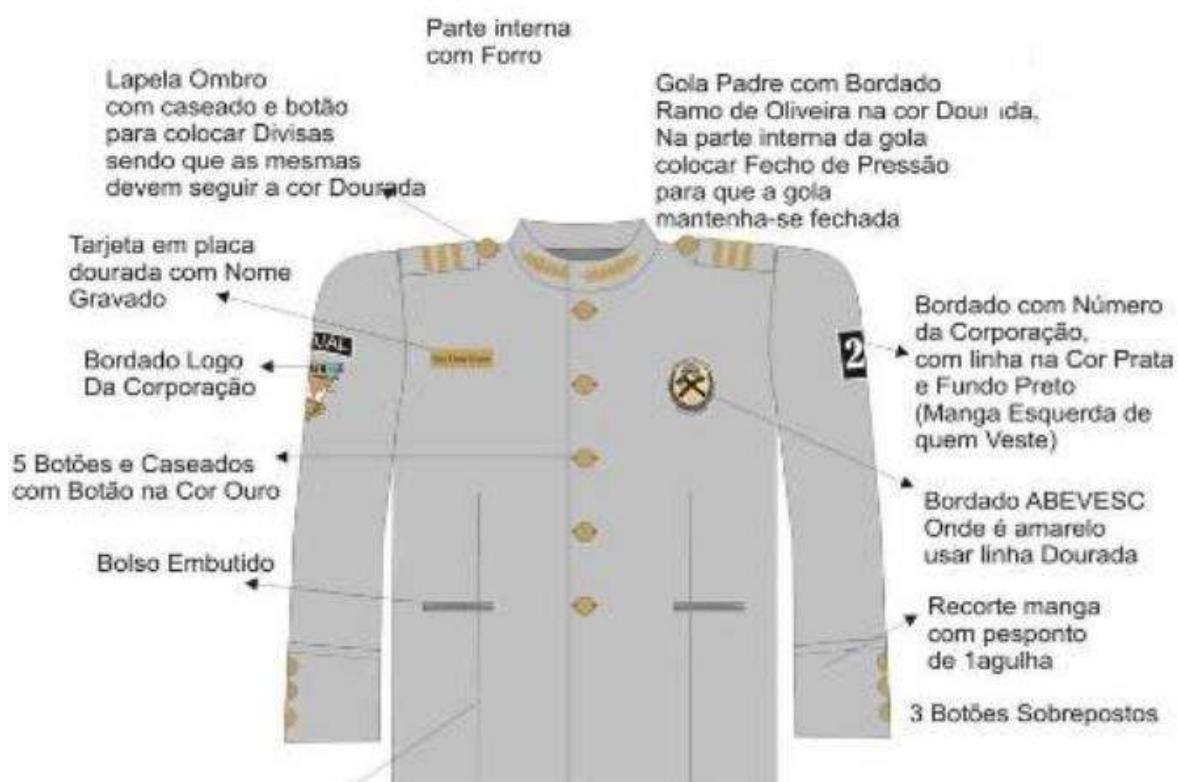 Parte interna
com Forro
Lapela Ombro
com caseado e botão
para colocar Divisas
sendo que as mesmas
devem seguir a cor Dourada
Gola Padre com Bordado
Ramo de Oliveira na cor Dourada,
Na parte interna da gola
colocar Fecho de Pressão
para que a gola
mantenha-se fechada
Tarjeta em placa
dourada com Nome
Gravado
Bordado Logo
Da Corporação
UAL
2
Bordado com Número
da Corporação,
com linha na Cor Prata
e Fundo Preto
(Manga Esquerda de
quem Veste)
5 Botões e Caseados
com Botão na Cor Ouro
Bordado ABEVESC
Onde é amarelo
usar linha Dourada
Bolso Embutido
Recorte manga
com pesponto
de 1agulha
3 Botões Sobrepostos